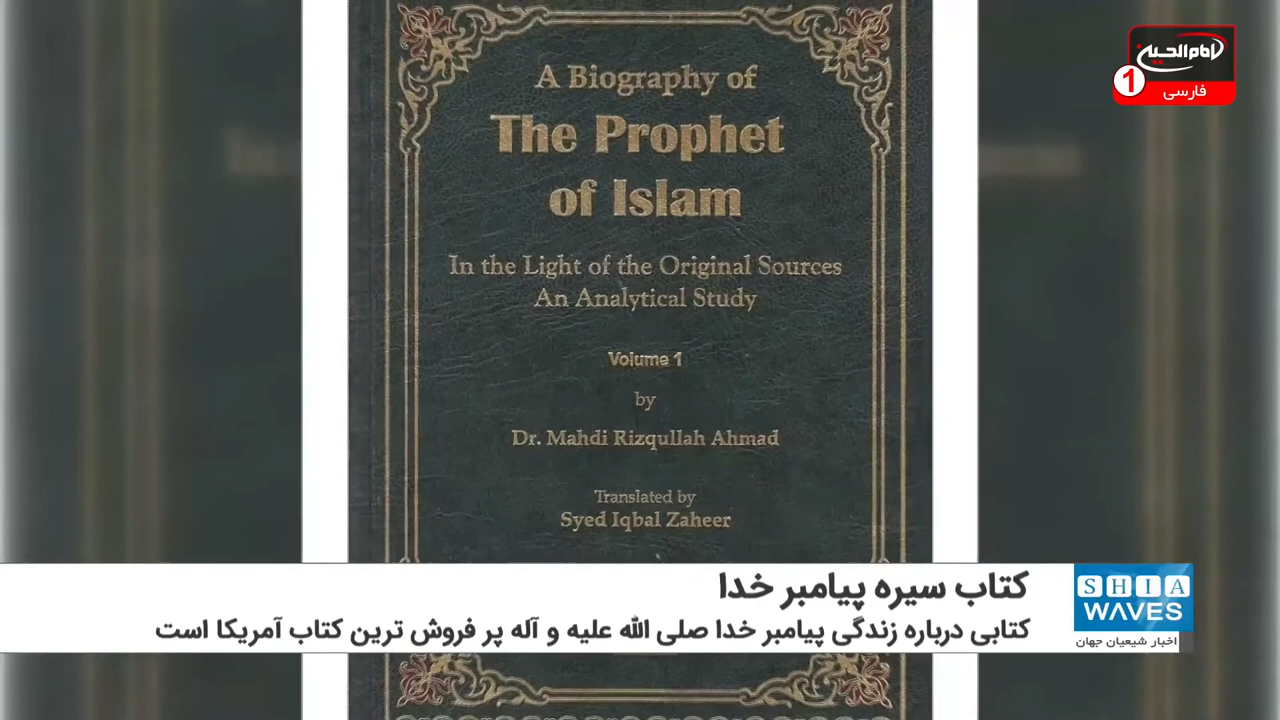 A Biography of
The Prophet
of Islam
In the Light of the Original Sources
An Analytical Study
Volume 1
by
Dr. Mahdi Rizqullah Ahmad
Translated by
Syed Iqbal Zaheer
امام الحسین
1
فارسی
کتاب سیره پیامبر خدا
کتابی درباره زندگی پیامبر خدا صلی الله علیه و آله پر فروش ترین کتاب آمریکا است
SHIA
WAVES
اخبار شیعیان جهان